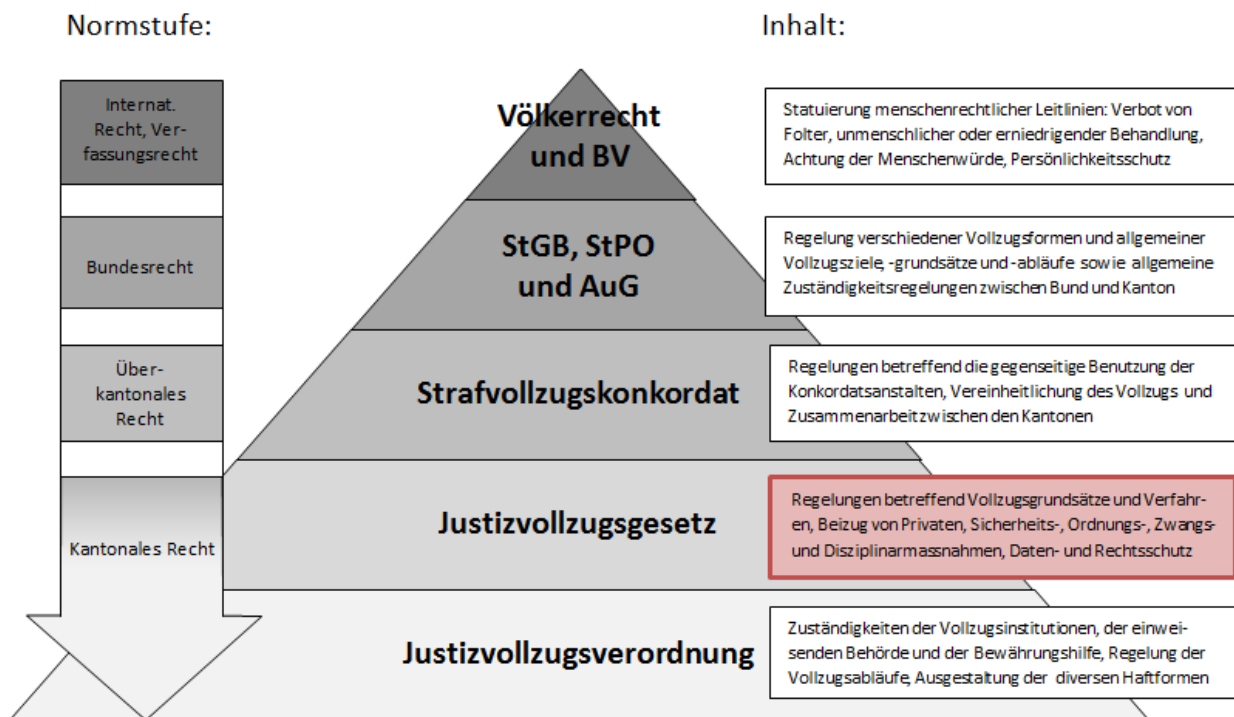 Normstufe:
Inhalt:
Internat.
Recht, Ver-
fassungsrecht
Völkerrecht
und BV
Statuierung menschenrechtlicher Leitlinien: Verbot von
Folter, unmenschlicher oder erniedrigender Behandlung,
Achtung der Menschenwürde, Persönlichkeitsschutz
Bundesrecht
StGB, StPO
und AuG
Regelung verschiedener Vollzugsformen und allgemeiner
Vollzugsziele, -grundsätze und -abläufe sowie allgemeine
Zuständigkeitsregelungen zwischen Bund und Kanton
Über-
kantonales
Recht
Strafvollzugskonkordat
Regelungen betreffend die gegenseitige Benutzung der
Konkordatsanstalten, Vereinheitlichung des Vollzugs und
Zusammenarbeit zwischen den Kantonen
Kantonales Recht
Justizvollzugsgesetz
Regelungen betreffend Vollzugsgrundsätze und Verfah-
ren, Beizug von Privaten, Sicherheits-, Ordnungs-, Zwangs-
und Disziplinarmassnahmen, Daten- und Rechtsschutz
Justizvollzugsverordnung
Zuständigkeiten der Vollzugsinstitutionen, der einwei-
senden Behörde und der Bewährungshilfe, Regelung der
Vollzugsabläufe, Ausgestaltung der diversen Haftformen